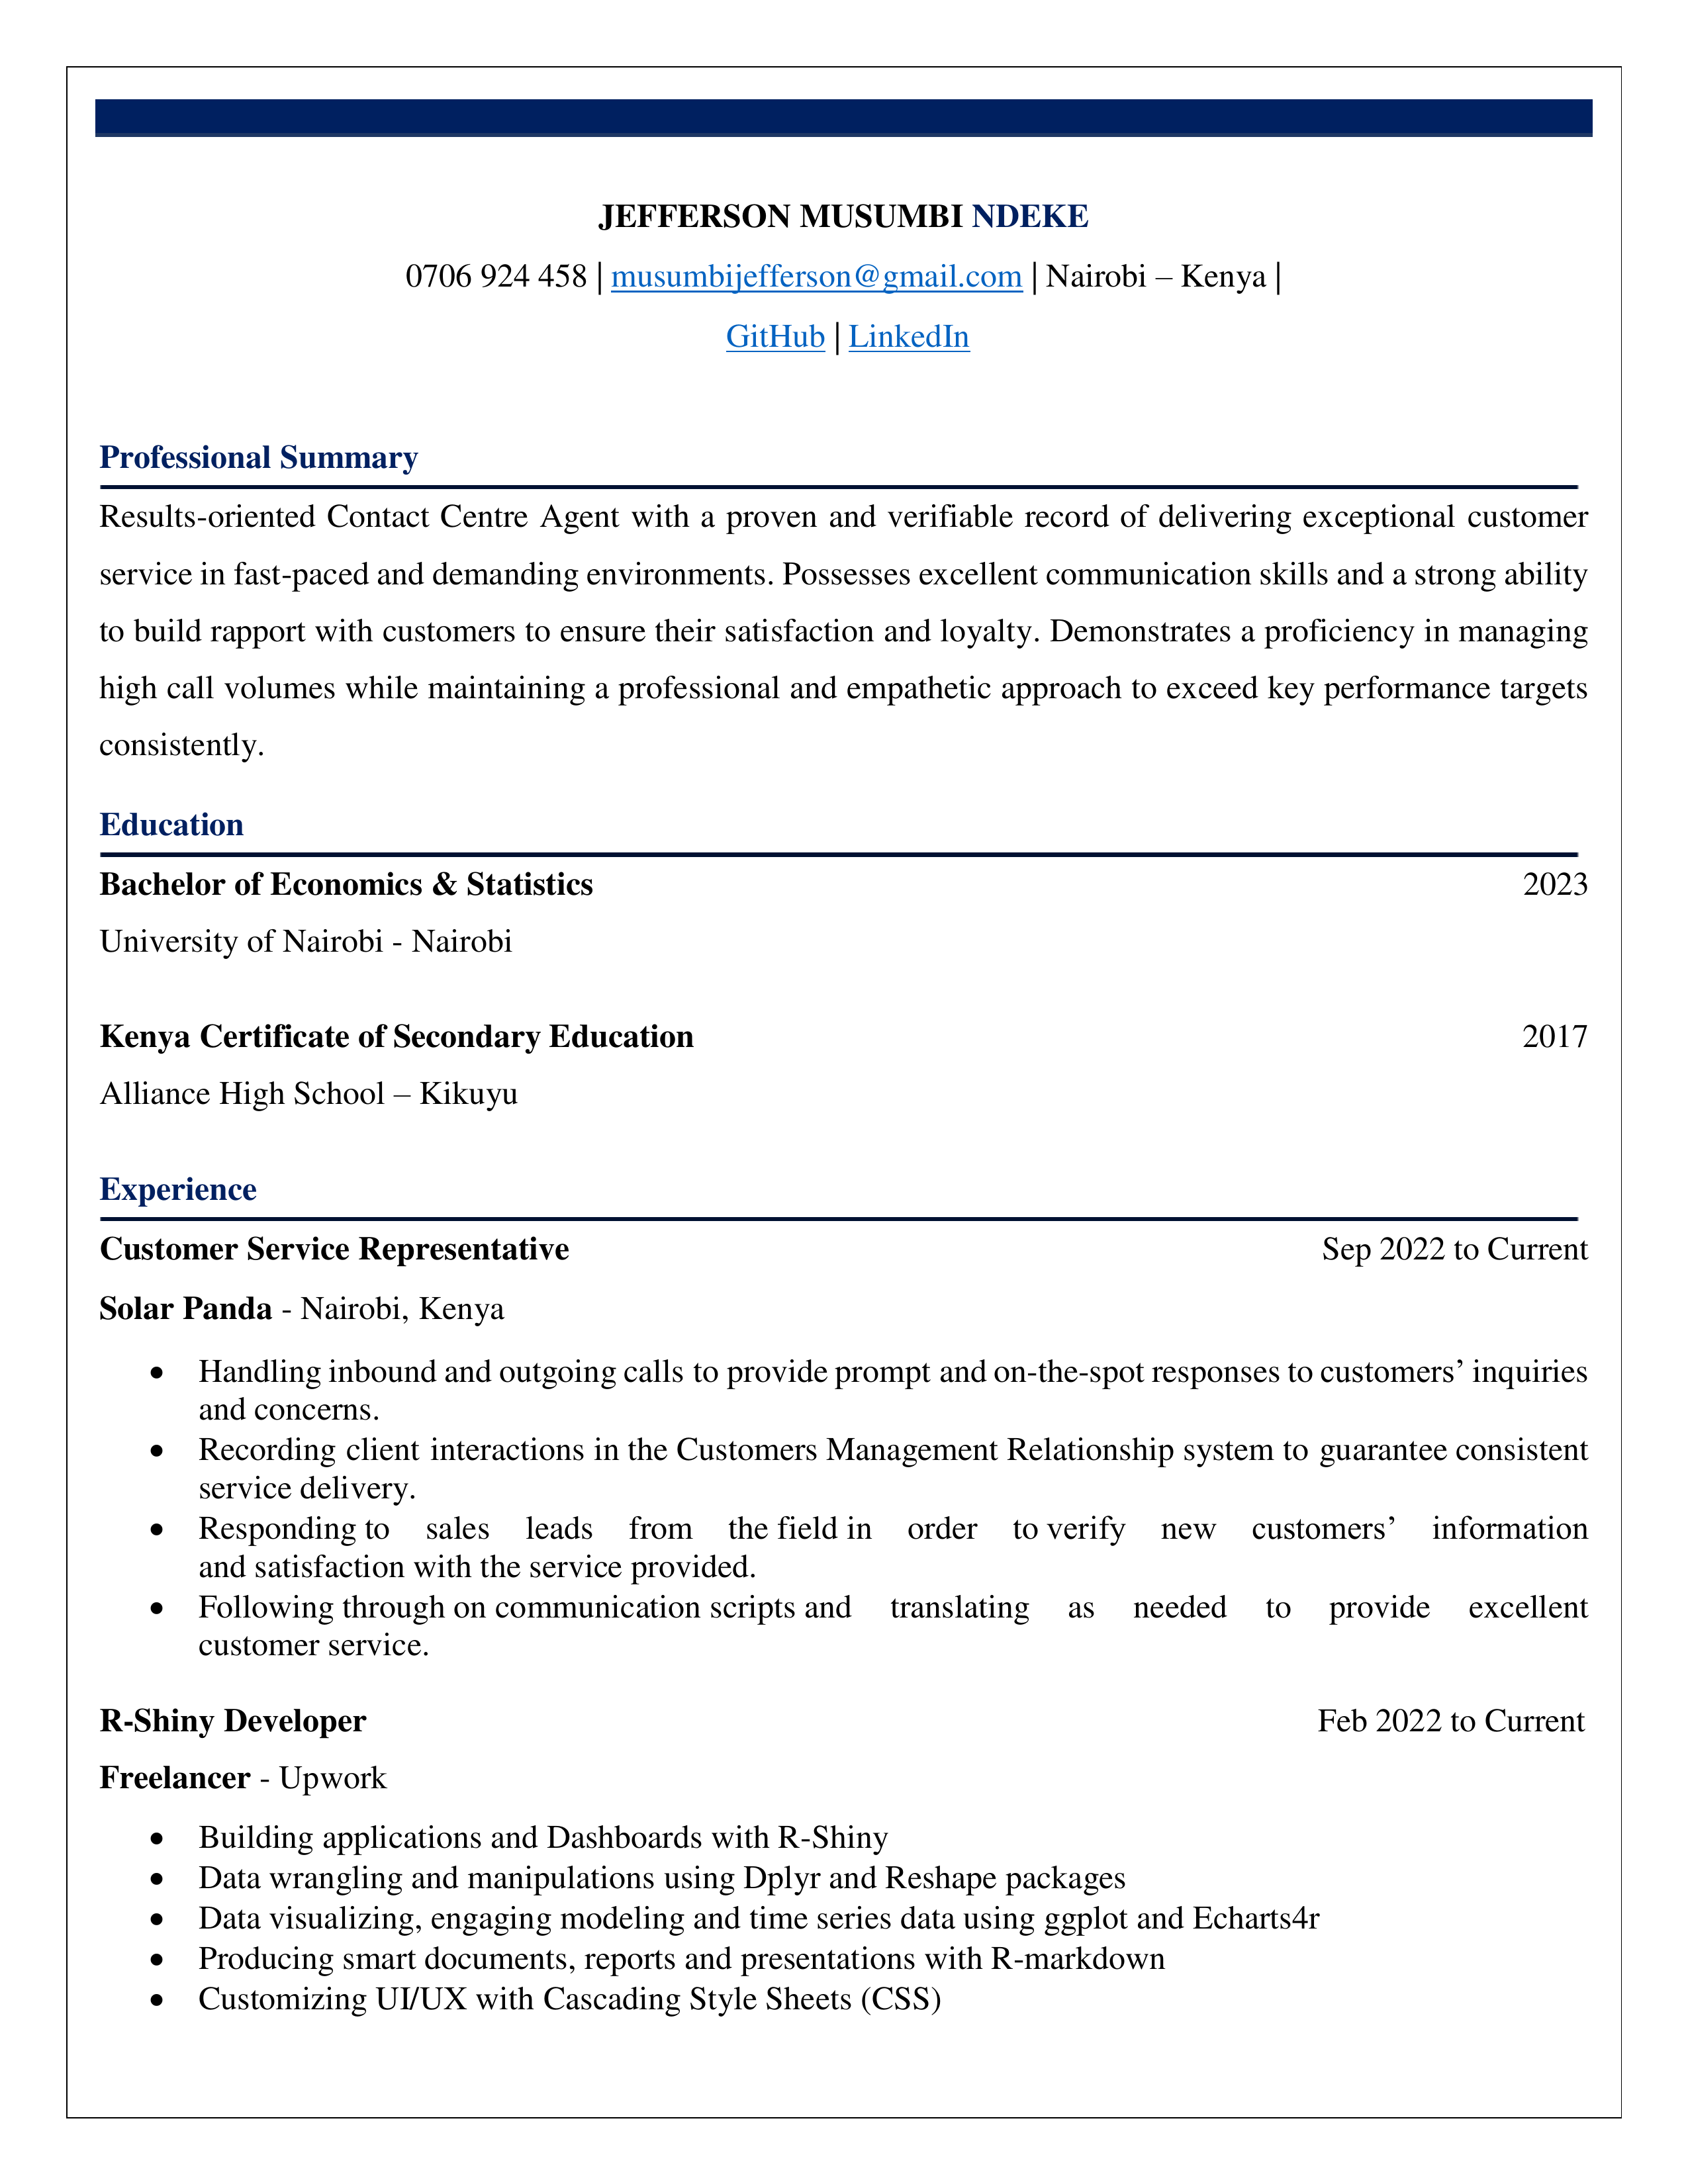 JEFFERSON MUSUMBI NDEKE
0706 924 458 | musumbijefferson@gmail.com | Nairobi – Kenya |
GitHub | LinkedIn
Professional Summary
Results-oriented Contact Centre Agent with a proven and verifiable record of delivering exceptional customer
service in fast-paced and demanding environments. Possesses excellent communication skills and a strong ability
to build rapport with customers to ensure their satisfaction and loyalty. Demonstrates a proficiency in managing
high call volumes while maintaining a professional and empathetic approach to exceed key performance targets
consistently.
Education
Bachelor of Economics & Statistics 2023
University of Nairobi - Nairobi
Kenya Certificate of Secondary Education 2017
Alliance High School – Kikuyu
Experience
Customer Service Representative Sep 2022 to Current
Solar Panda - Nairobi, Kenya
• Handling inbound and outgoing calls to provide prompt and on-the-spot responses to customers’ inquiries
and concerns.
• Recording client interactions in the Customers Management Relationship system to guarantee consistent
service delivery.
• Responding to sales leads from the field in order to verify new customers’ information
and satisfaction with the service provided.
• Following through on communication scripts and translating as needed to provide excellent
customer service.
R-Shiny Developer Feb 2022 to Current
Freelancer - Upwork
• Building applications and Dashboards with R-Shiny
• Data wrangling and manipulations using Dplyr and Reshape packages
• Data visualizing, engaging modeling and time series data using ggplot and Echarts4r
• Producing smart documents, reports and presentations with R-markdown
• Customizing UI/UX with Cascading Style Sheets (CSS)